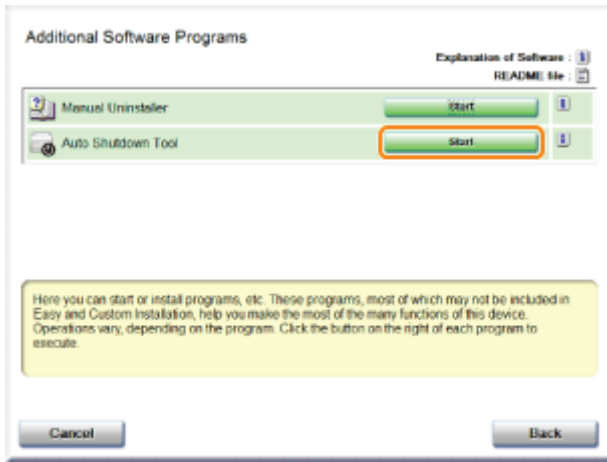 Additional Software Programs
Explanation of Software :
README file :
Manual Uninstaller Start
Auto Shutdown Tool Start
Here you can start or install programs, etc. These programs, most of which may not be included in
Easy and Custom Installation, help you make the most of the many functions of this device.
Operations vary, depending on the program. Click the button on the right of each program to
execute.
Cancel Back